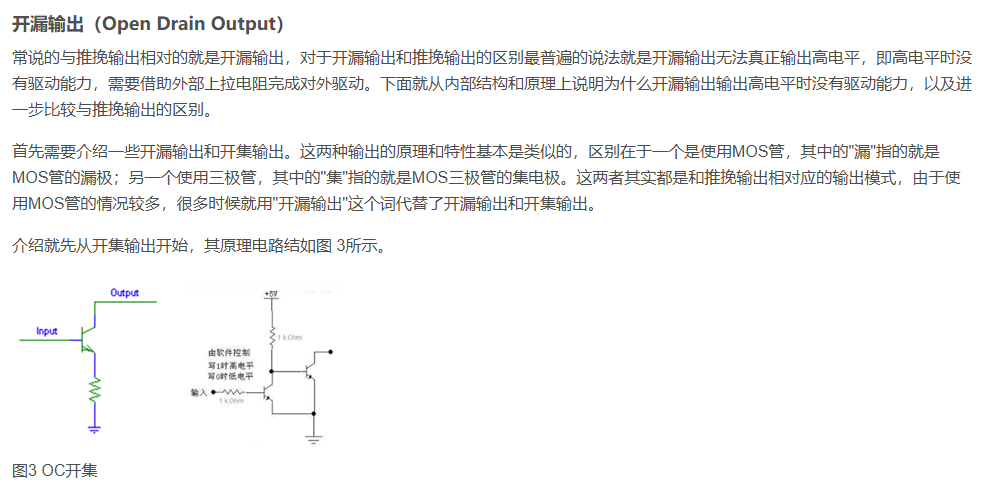 开漏输出（Open Drain Output）
常说的与推挽输出相对的就是开漏输出，对于开漏输出和推挽输出的区别最普遍的说法就是开漏输出无法真正输出高电平，即高电平时没
有驱动能力，需要借助外部上拉电阻完成对外驱动。下面就从内部结构和原理上说明为什么开漏输出输出高电平时没有驱动能力，以及进
一步比较与推挽输出的区别。
首先需要介绍一些开漏输出和开集输出。这两种输出的原理和特性基本是类似的，区别在于一个是使用MOS管，其中的"漏"指的就是
MOS管的漏极；另一个使用三极管，其中的"集"指的就是MOS三极管的集电极。这两者其实都是和推挽输出相对应的输出模式，由于使
用MOS管的情况较多，很多时候就用"开漏输出"这个词代替了开漏输出和开集输出。
介绍就先从开集输出开始，其原理电路结如图 3所示。
Output
Input
+5V
1 k.Ohm
由软件控制
写1时高电平
写0时低电平
输入
1 k.Ohm
图3 OC开集